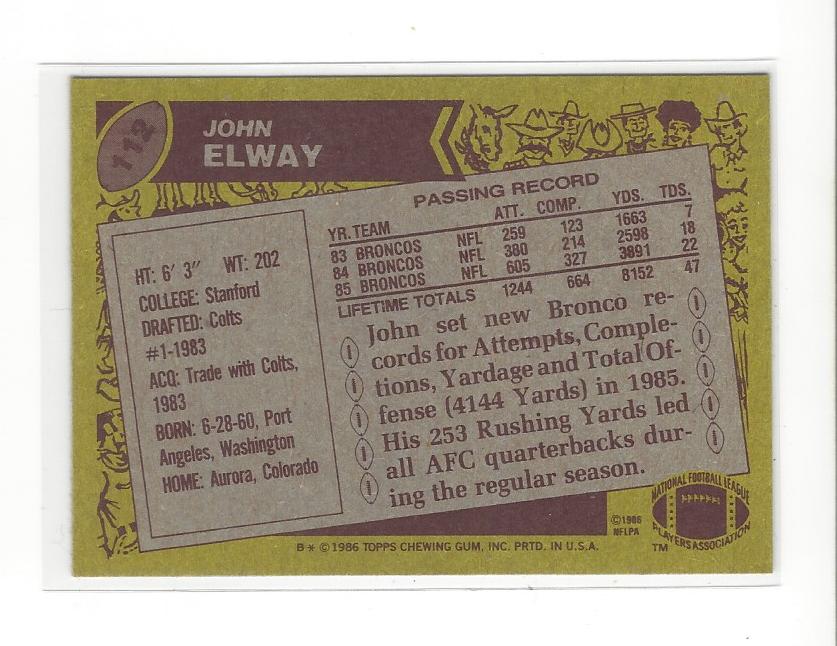 112
JOHN
ELWAY
PASSING RECORD
YR. TEAM ATT. COMP. YDS. TDS.
83 BRONCOS NFL 259 123 1663 7
84 BRONCOS NFL 380 214 2598 18
85 BRONCOS NFL 605 327 3891 22
LIFETIME TOTALS 1244 664 8152 47
HT: 6' 3" WT: 202
COLLEGE: Stanford
DRAFTED: Colts
#1-1983
ACQ: Trade with Colts,
1983
BORN: 6-28-60, Port
Angeles, Washington
HOME: Aurora, Colorado
John set new Bronco re-
cords for Attempts, Comple-
tions, Yardage and Total Of-
fense (4144 Yards) in 1985.
His 253 Rushing Yards led
all AFC quarterbacks dur-
ing the regular season.
B * © 1986 TOPPS CHEWING GUM, INC. PRTD. IN U.S.A.
©1986
NFLPA
NATIONAL FOOTBALL LEAGUE
PLAYERS ASSOCIATION
TM